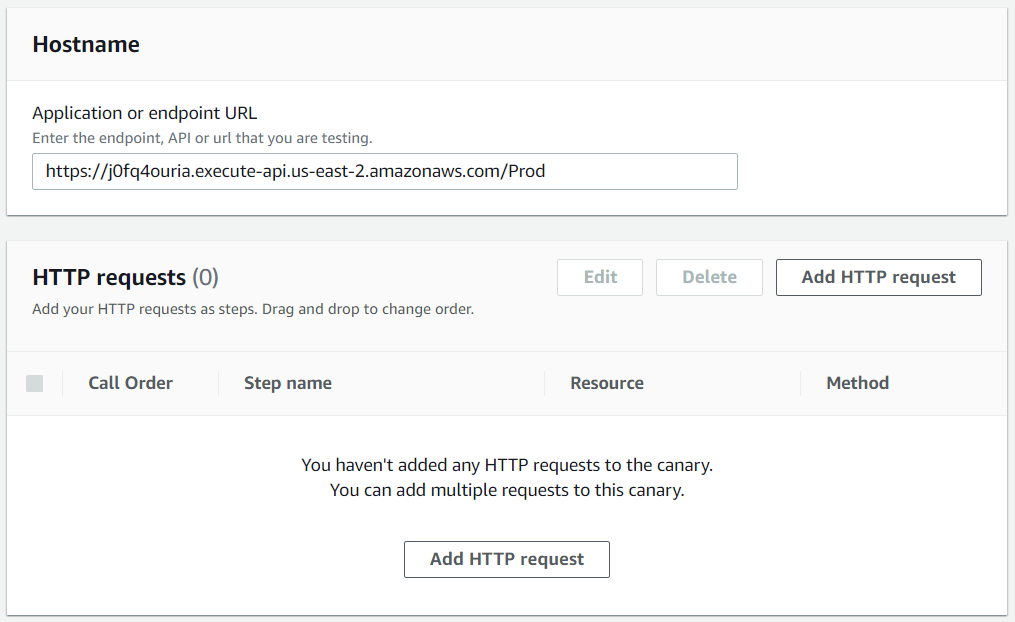 Hostname
Application or endpoint URL
Enter the endpoint, API or url that you are testing.
https://j0fq4ouria.execute-api.us-east-2.amazonaws.com/Prod
HTTP requests (0)
Edit
Delete
Add HTTP request
Add your HTTP requests as steps. Drag and drop to change order.
Call Order
Step name
Resource
Method
You haven't added any HTTP requests to the canary.
You can add multiple requests to this canary.
Add HTTP request